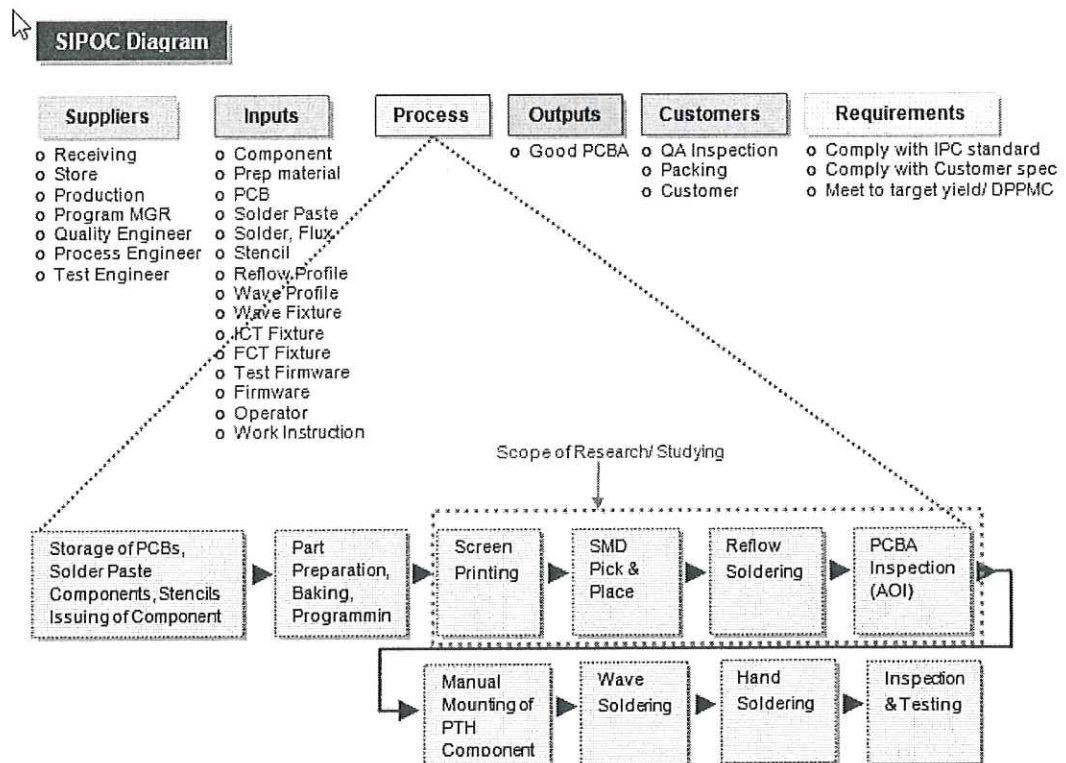 SIPOC Diagram
Suppliers
o Receiving
o Store
o Production
o Program MGR
o Quality Engineer
o Process Engineer
o Test Engineer
Inputs
o Component
o Prep material
o PCB
o Solder Paste
o Solder, Flux
o Stencil
o Reflow Profile
o Wave Profile
o Wave Fixture
o ICT Fixture
o FCT Fixture
o Test Firmware
o Firmware
o Operator
o Work Instruction
Process
Outputs
o Good PCBA
Customers
o QA Inspection
o Packing
o Customer
Requirements
o Comply with IPC standard
o Comply with Customer spec
o Meet to target yield/ DPPMC
Scope of Research/ Studying
Storage of PCBs,
Solder Paste
Components, Stencils
Issuing of Component
Part
Preparation,
Baking,
Programmin
Screen
Printing
SMD
Pick &
Place
Reflow
Soldering
PCBA
Inspection
(AOI)
Manual
Mounting of
PTH
Component
Wave
Soldering
Hand
Soldering
Inspection
& Testing